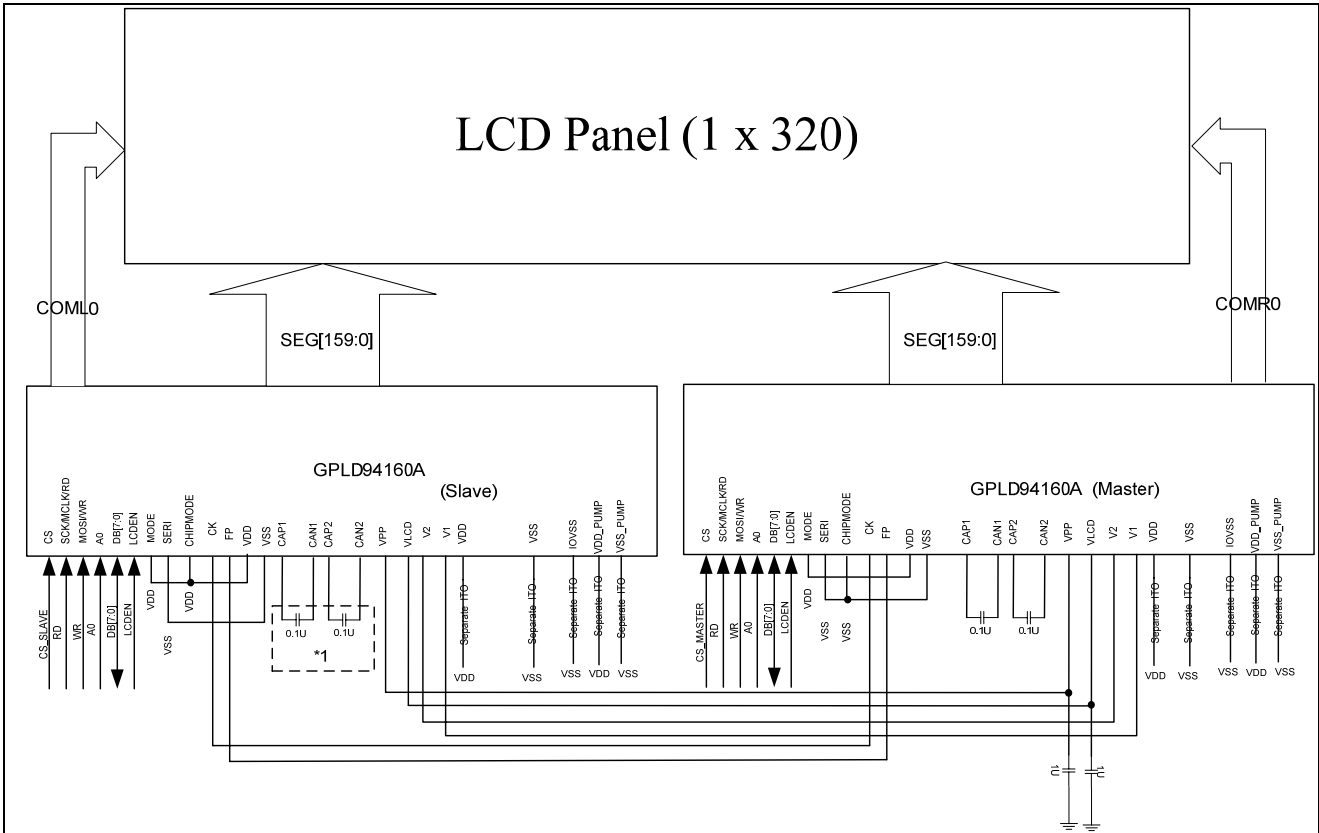 LCD Panel (1 x 320)
COML0
SEG[159:0]
SEG[159:0]
COMR0
GPLD94160A
(Slave)
GPLD94160A (Master)
CS
SCK/MCLK/RD
MOSI/WR
A0
DB[7:0]
LCDEN
MODE
SERI
CHIPMODE
CK
FP
VDD
VSS
CAP1
CAN1
CAP2
CAN2
VPP
VLCD
V2
V1
VDD
VSS
IOVSS
VDD_PUMP
VSS_PUMP
CS
SCK/MCLK/RD
MOSI/WR
A0
DB[7:0]
LCDEN
MODE
SERI
CHIPMODE
CK
FP
VDD
VSS
CAP1
CAN1
CAP2
CAN2
VPP
VLCD
V2
V1
VDD
VSS
IOVSS
VDD_PUMP
VSS_PUMP
CS_SLAVE
RD
WR
A0
DB[7:0]
LCDEN
VDD
VSS
VDD
0.1U
0.1U
*1
Separate ITO
VDD
Separate ITO
VSS
Separate ITO
VSS
Separate ITO
VDD
Separate ITO
VSS
CS_MASTER
RD
WR
A0
DB[7:0]
LCDEN
VDD
VSS
VSS
0.1U
0.1U
Separate ITO
VDD
Separate ITO
VSS
Separate ITO
VSS
Separate ITO
VDD
Separate ITO
VSS
1U
1U